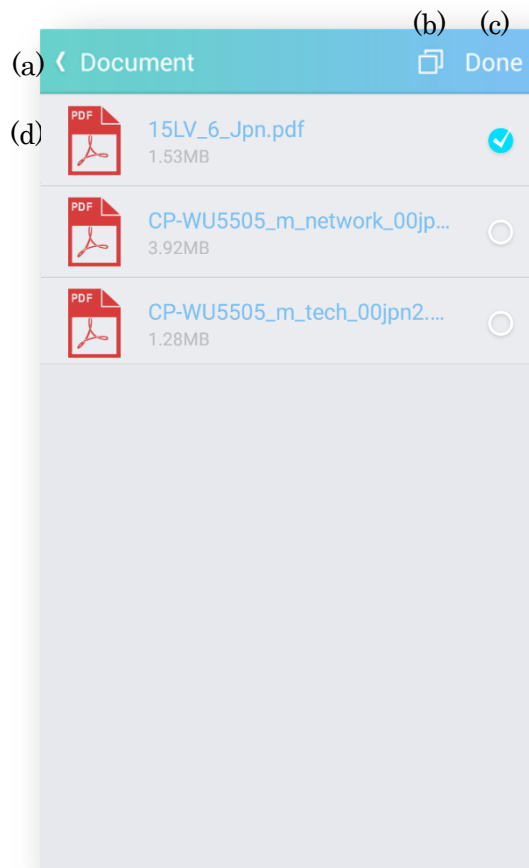 (b) (c)
(a) Document Done
(d) PDF 15LV_6_Jpn.pdf
1.53MB
PDF CP-WU5505_m_network_00jp...
3.92MB
PDF CP-WU5505_m_tech_00jpn2....
1.28MB